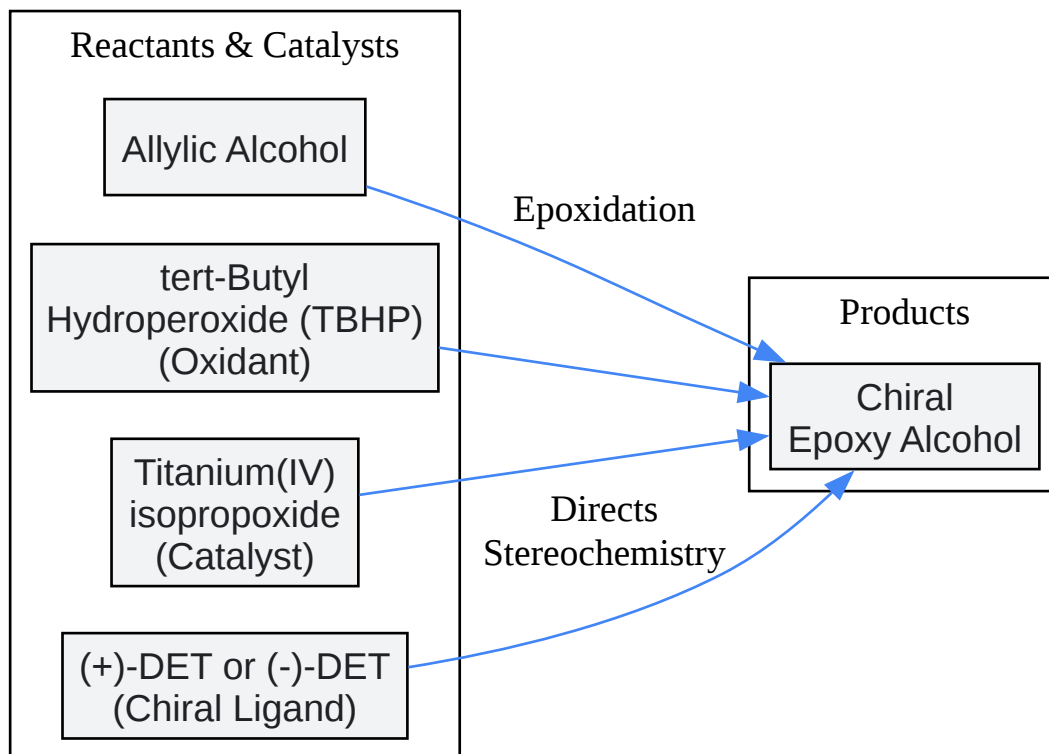 Reactants & Catalysts
Allylic Alcohol
Epoxidation
tert-Butyl
Hydroperoxide (TBHP)
(Oxidant)
Products
Chiral
Epoxy Alcohol
Titanium(IV)
isopropoxide
(Catalyst)
Directs
Stereochemistry
(+)-DET or (-)-DET
(Chiral Ligand)